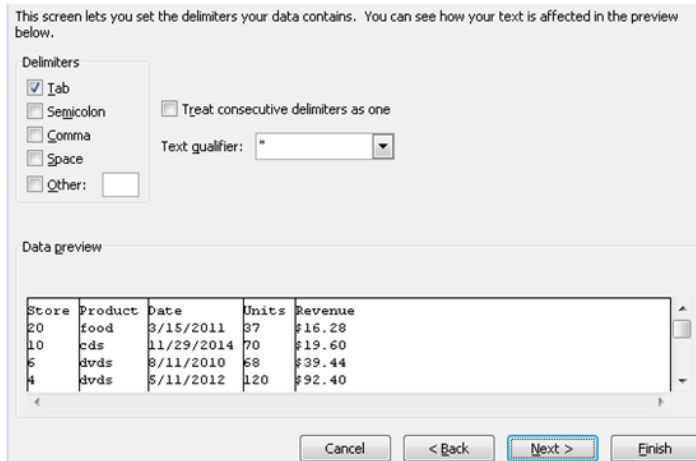 This screen lets you set the delimiters your data contains.  You can see how your text is affected in the preview
below.
Delimiters
Tab
Semicolon
Treat consecutive delimiters as one
Comma
Text qualifier: "
Space
Other:
Data preview
Store Product Date Units Revenue
20 food 3/15/2011 37 $16.28
10 cds 11/29/2014 70 $19.60
6 dvds 8/11/2010 68 $39.44
4 dvds 5/11/2012 120 $92.40
Cancel < Back Next > Finish